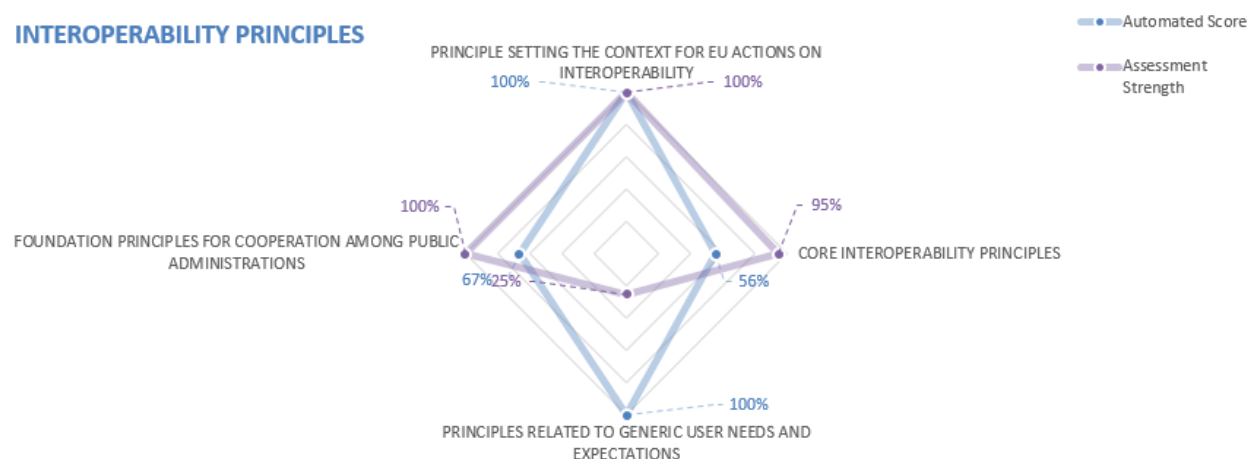 INTEROPERABILITY PRINCIPLES
Automated Score
Assessment
Strength
PRINCIPLE SETTING THE CONTEXT FOR EU ACTIONS ON
INTEROPERABILITY
100%
100%
100%
95%
FOUNDATION PRINCIPLES FOR COOPERATION AMONG PUBLIC
ADMINISTRATIONS
CORE INTEROPERABILITY PRINCIPLES
67%
25%
56%
100%
PRINCIPLES RELATED TO GENERIC USER NEEDS AND
EXPECTATIONS